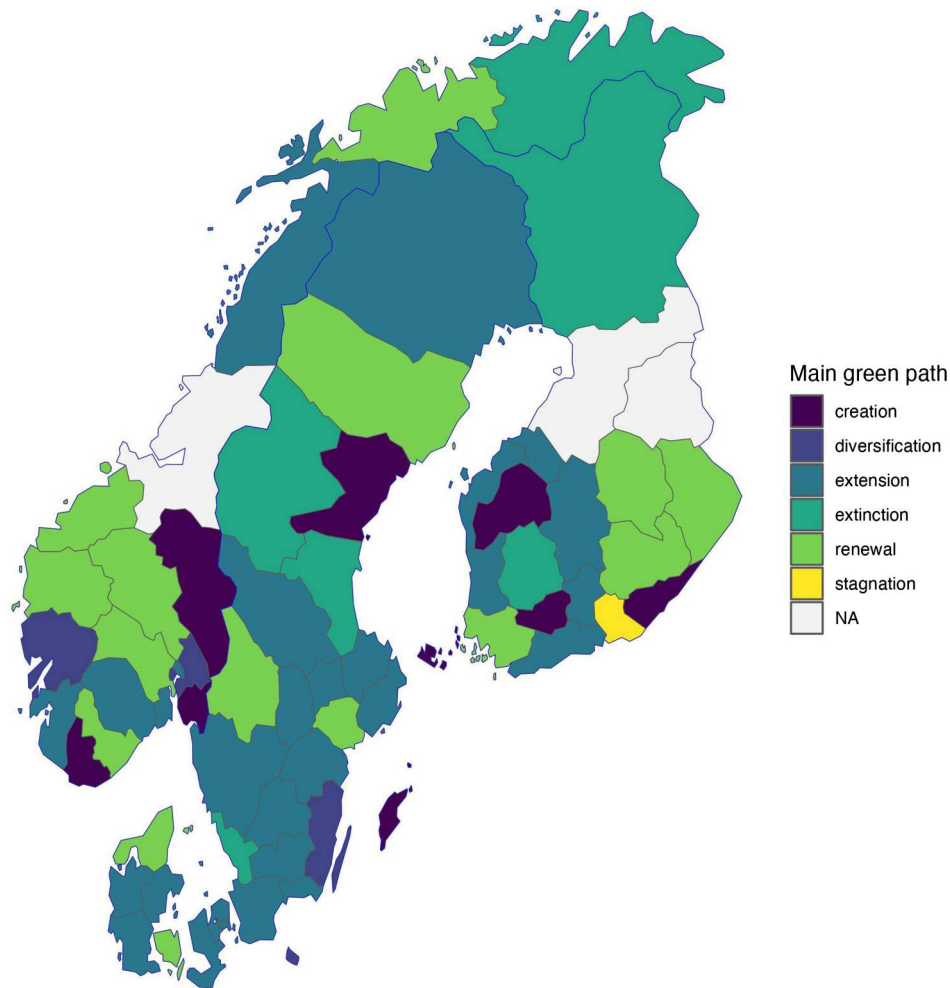 Main green path
creation
diversification
extension
extinction
renewal
stagnation
NA